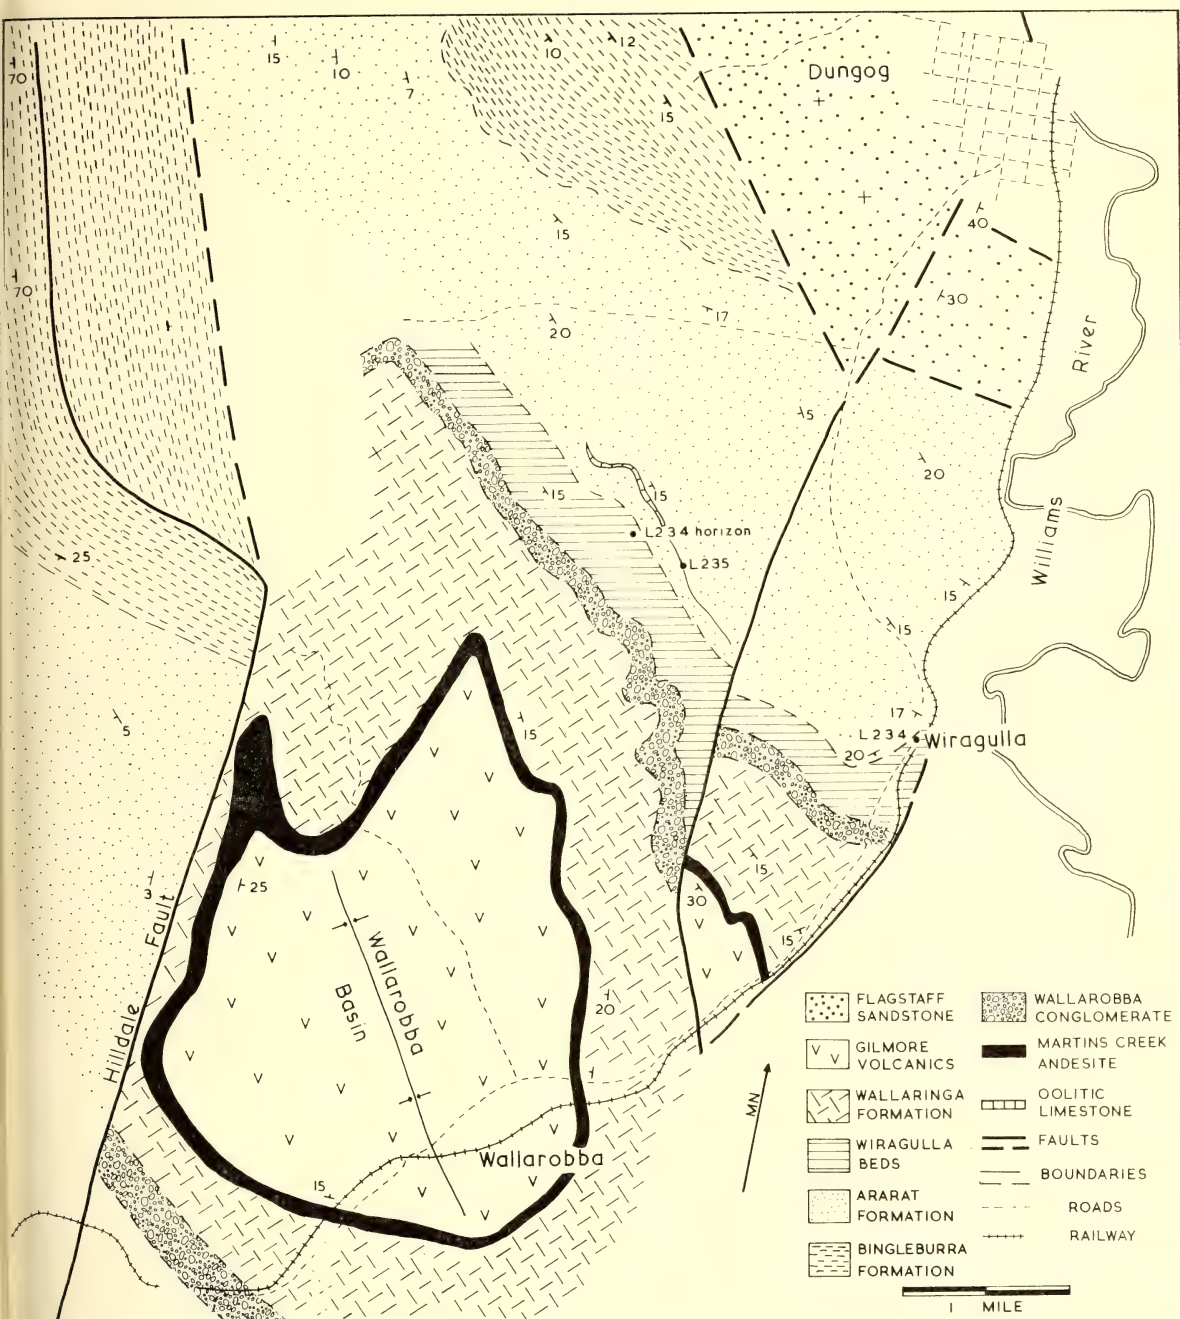 15
10
12
10
70
7
15
Dungog
15
40
70
30
17
20
River
5
20
15
15
25
L234 horizon
L235
Williams
15
15
5
15
17
L234
Wiragulla
20
15
3
25
30
Fault
15
Wallarobba
Basin
20
Hilldale
Wallarobba
15
FLAGSTAFF
SANDSTONE
GILMORE
VOLCANICS
WALLARINGA
FORMATION
WIRAGULLA
BEDS
ARARAT
FORMATION
BINGLEBURRA
FORMATION
WALLAROBBA
CONGLOMERATE
MARTINS CREEK
ANDESITE
OOLITIC
LIMESTONE
FAULTS
BOUNDARIES
ROADS
RAILWAY
MN
1 MILE